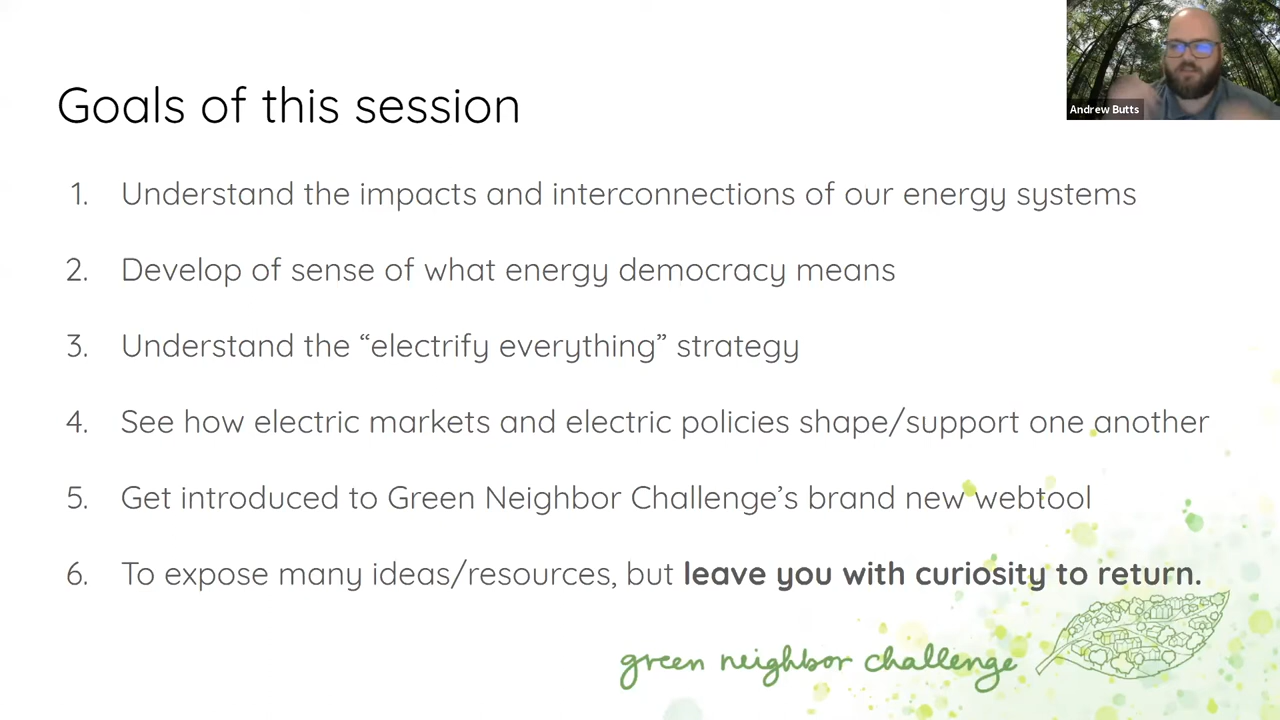 Goals of this session
Andrew Butts
1. Understand the impacts and interconnections of our energy systems
2. Develop of sense of what energy democracy means
3. Understand the “electrify everything” strategy
4. See how electric markets and electric policies shape/support one another
5. Get introduced to Green Neighbor Challenge’s brand new webtool
6. To expose many ideas/resources, but leave you with curiosity to return.
green neighbor challenge